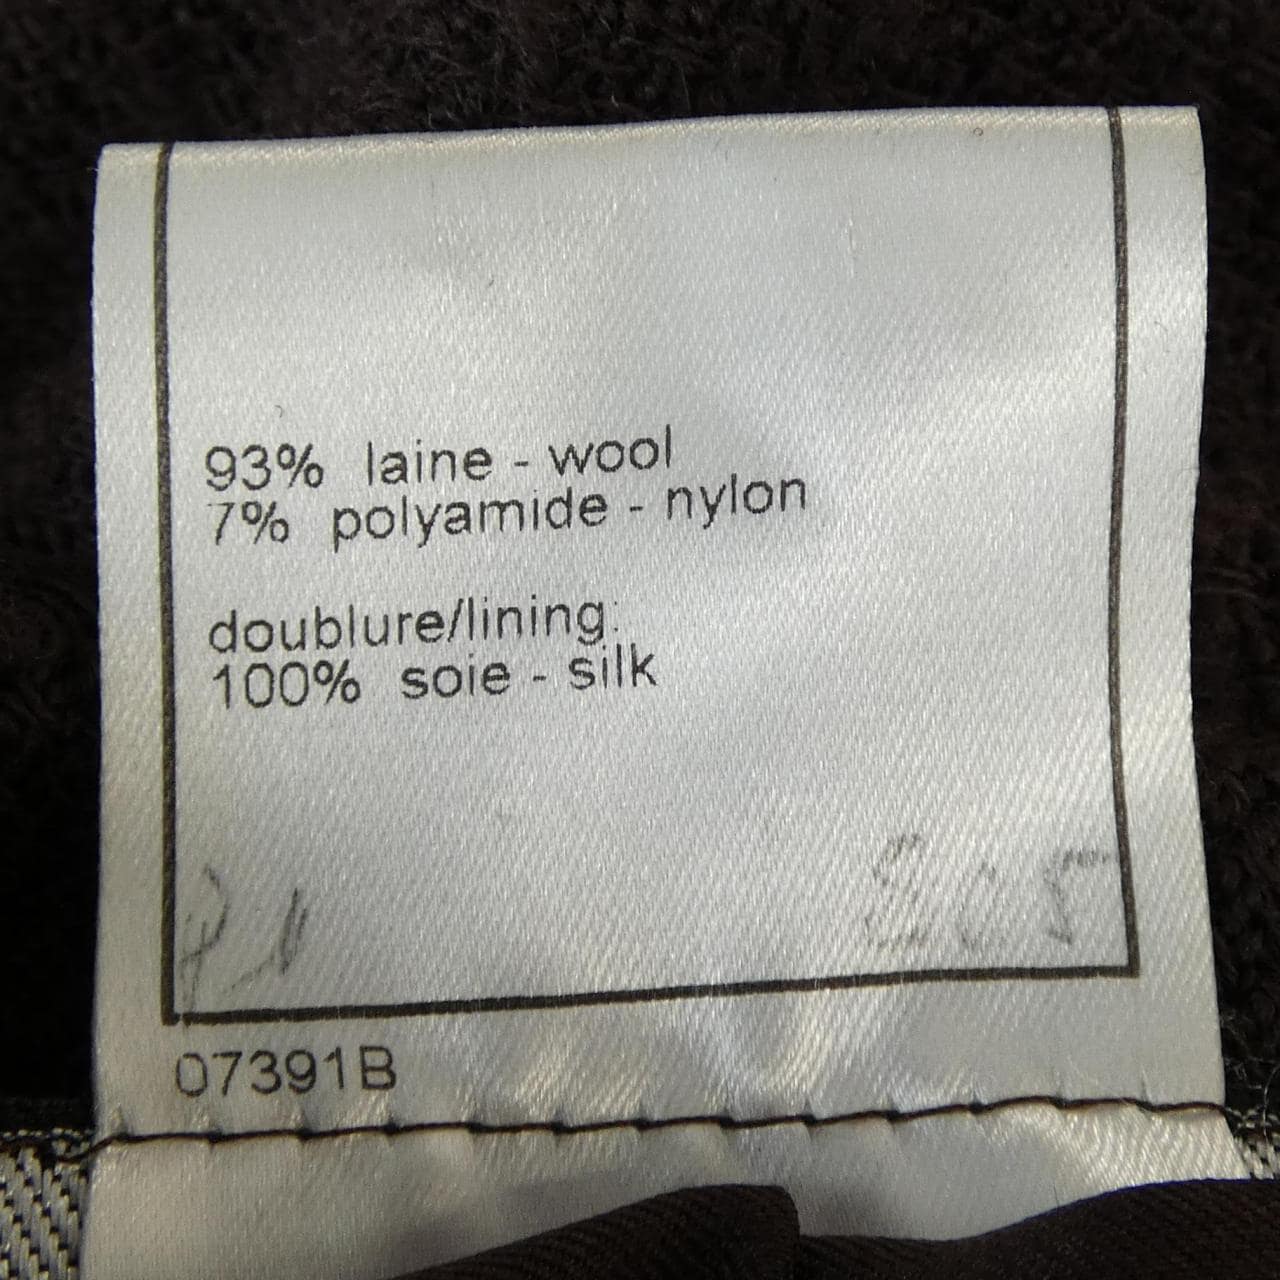 93% laine - wool
7% polyamide - nylon
doublure/lining:
100% soie - silk
07391B